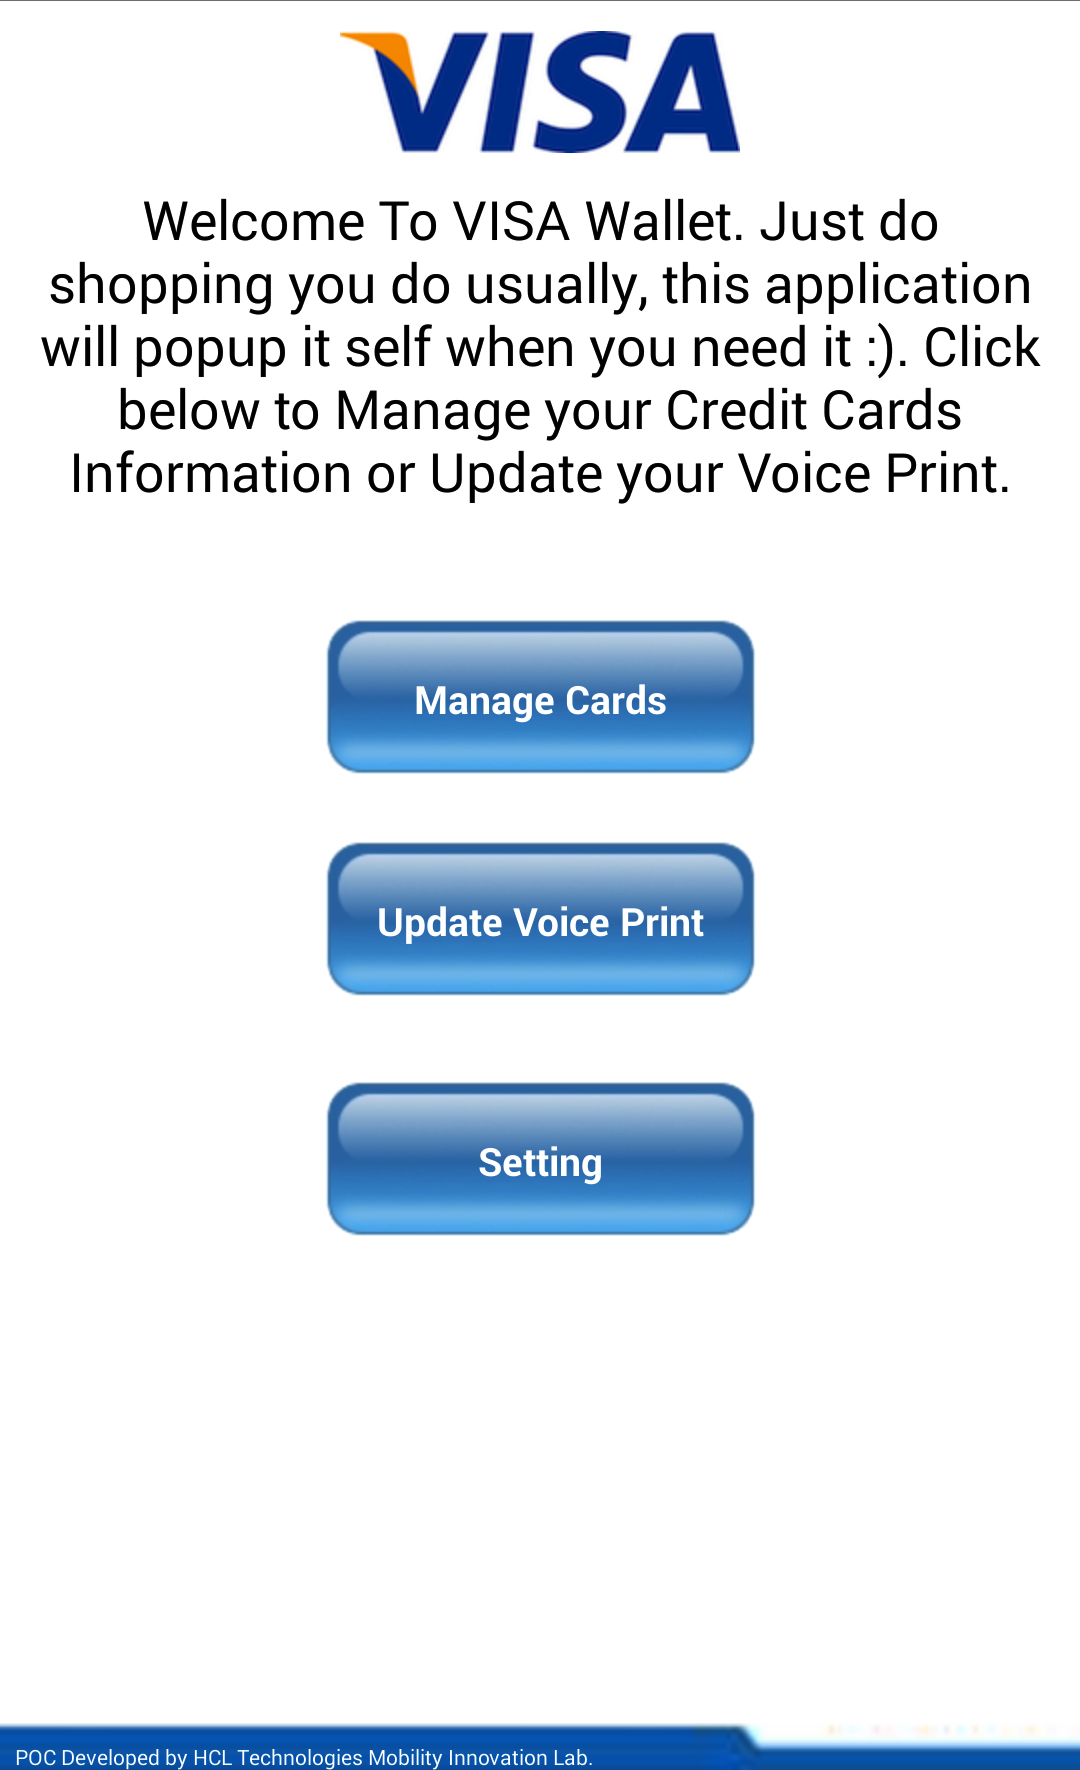 VISA
Welcome To VISA Wallet. Just do
shopping you do usually, this application
will popup it self when you need it :). Click
below to Manage your Credit Cards
Information or Update your Voice Print.
Manage Cards
Update Voice Print
Setting
POC Developed by HCL Technologies Mobility Innovation Lab.